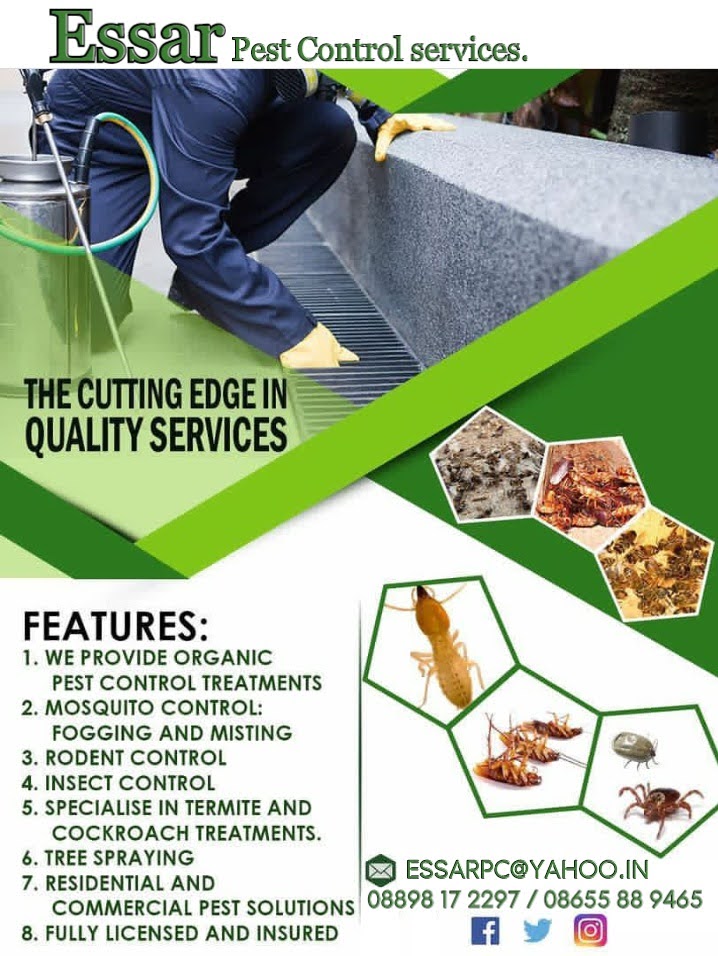 Essar Pest Control services.
THE CUTTING EDGE IN
QUALITY SERVICES
FEATURES:
1. WE PROVIDE ORGANIC
PEST CONTROL TREATMENTS
2. MOSQUITO CONTROL:
FOGGING AND MISTING
3. RODENT CONTROL
4. INSECT CONTROL
5. SPECIALISE IN TERMITE AND
COCKROACH TREATMENTS.
6. TREE SPRAYING
7. RESIDENTIAL AND
COMMERCIAL PEST SOLUTIONS
8. FULLY LICENSED AND INSURED
ESSARPC@YAHOO.IN
08898 17 2297 / 08655 88 9465